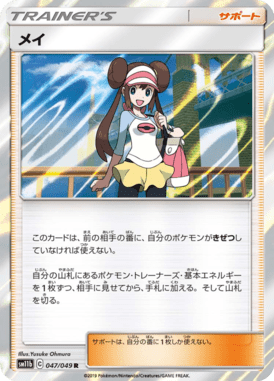 TRAINER'S
サポート
メイ
このカードは、前の相手の番に、自分のポケモンがきぜつし
ていなければ使えない。
自分の山札にあるポケモン・トレーナーズ・基本エネルギー
を1枚ずつ、相手に見せてから、手札に加える。そして山札
を切る。
Illus.Yusuke Ohmura
サポートは、自分の番に1枚しか使えない。
sm11b C 047/049 R
©2019 Pokémon/Nintendo/Creatures/GAME FREAK.